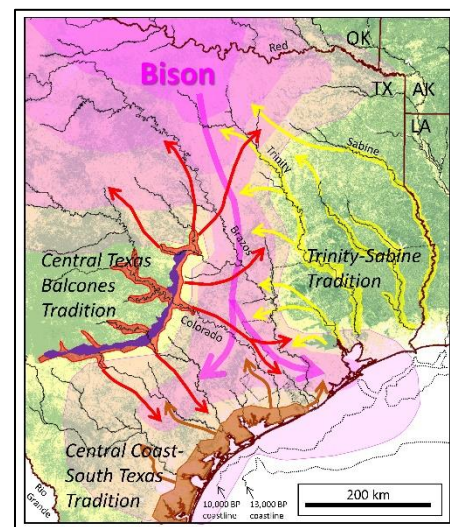 OK
Red
Bison
TX
AK
LA
Sabine
Trinity
Brazos
Central Texas
Balcones
Tradition
Trinity-Sabine
Tradition
Colorado
Central Coast-
South Texas
Tradition
10,000 BP
coastline
13,000 BP
coastline
200 km
Rio
Grande